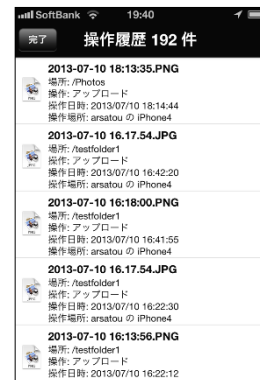 SoftBank 19:40
完了 操作履歴 192 件
2013-07-10 18:13:35.PNG
場所: /Photos
操作: アップロード
操作日時: 2013/07/10 18:14:44
操作場所: arsatou の iPhone4
2013-07-10 16.17.54.JPG
場所: /testfolder1
操作: アップロード
操作日時: 2013/07/10 16:42:20
操作場所: arsatou の iPhone4
2013-07-10 16:18:00.PNG
場所: /testfolder1
操作: アップロード
操作日時: 2013/07/10 16:41:55
操作場所: arsatou の iPhone4
2013-07-10 16.17.54.JPG
場所: /testfolder1
操作: アップロード
操作日時: 2013/07/10 16:22:30
操作場所: arsatou の iPhone4
2013-07-10 16:13:56.PNG
場所: /testfolder1
操作: アップロード
操作日時: 2013/07/10 16:22:12